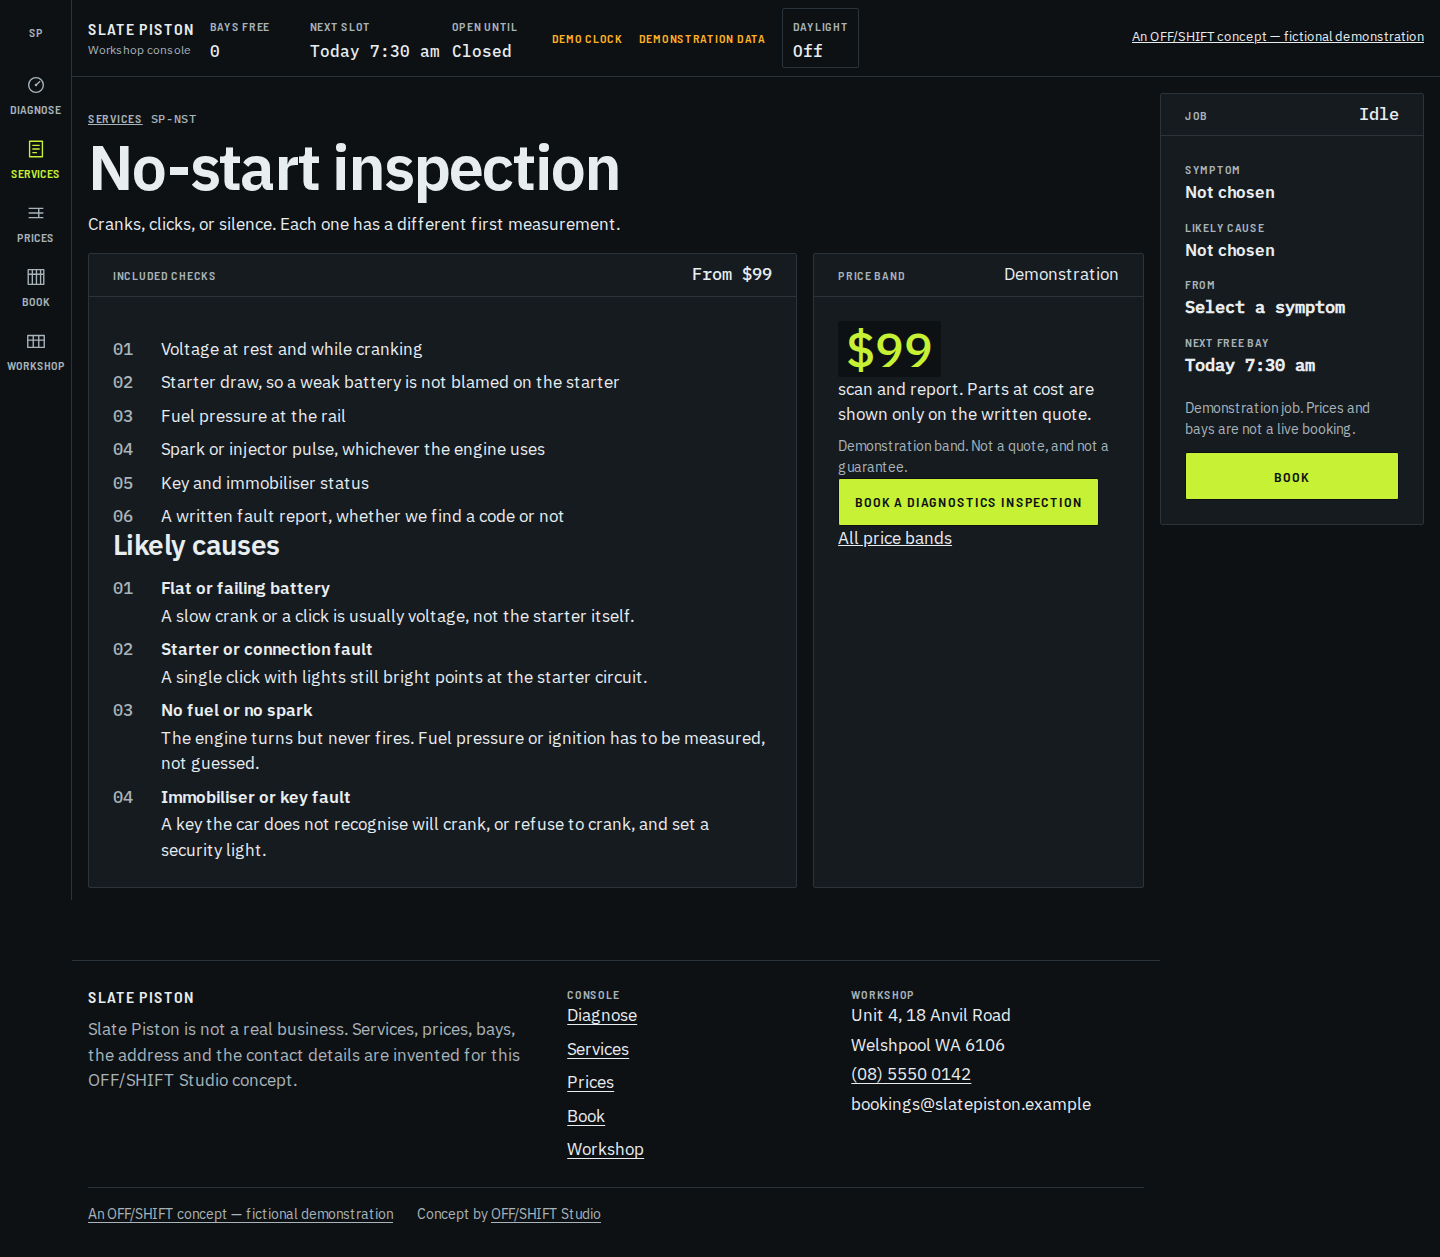 SP
DIAGNOSE
SERVICES
PRICES
BOOK
WORKSHOP
SLATE PISTON
Workshop console
BAYS FREE
0
NEXT SLOT
Today 7:30 am
OPEN UNTIL
Closed
DEMO CLOCK
DEMONSTRATION DATA
DAYLIGHT
Off
An OFF/SHIFT concept — fictional demonstration
SERVICES SP-NST
No-start inspection
Cranks, clicks, or silence. Each one has a different first measurement.
INCLUDED CHECKS
From $99
01 Voltage at rest and while cranking
02 Starter draw, so a weak battery is not blamed on the starter
03 Fuel pressure at the rail
04 Spark or injector pulse, whichever the engine uses
05 Key and immobiliser status
06 A written fault report, whether we find a code or not
Likely causes
01 Flat or failing battery
A slow crank or a click is usually voltage, not the starter itself.
02 Starter or connection fault
A single click with lights still bright points at the starter circuit.
03 No fuel or no spark
The engine turns but never fires. Fuel pressure or ignition has to be measured,
not guessed.
04 Immobiliser or key fault
A key the car does not recognise will crank, or refuse to crank, and set a
security light.
PRICE BAND
Demonstration
$99
scan and report. Parts at cost are
shown only on the written quote.
Demonstration band. Not a quote, and not a
guarantee.
BOOK A DIAGNOSTICS INSPECTION
All price bands
JOB
Idle
SYMPTOM
Not chosen
LIKELY CAUSE
Not chosen
FROM
Select a symptom
NEXT FREE BAY
Today 7:30 am
Demonstration job. Prices and
bays are not a live booking.
BOOK
SLATE PISTON
Slate Piston is not a real business. Services, prices, bays,
the address and the contact details are invented for this
OFF/SHIFT Studio concept.
CONSOLE
Diagnose
Services
Prices
Book
Workshop
WORKSHOP
Unit 4, 18 Anvil Road
Welshpool WA 6106
(08) 5550 0142
bookings@slatepiston.example
An OFF/SHIFT concept — fictional demonstration
Concept by OFF/SHIFT Studio